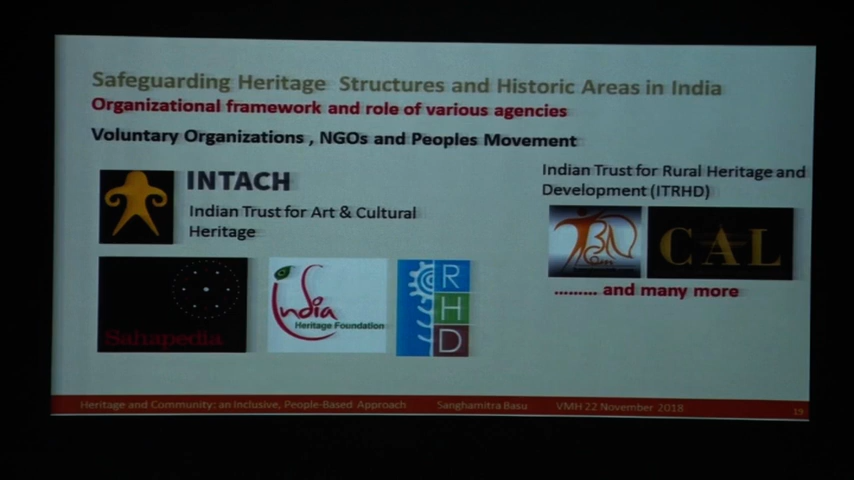 Safeguarding Heritage Structures and Historic Areas in India
Organizational framework and role of various agencies
Voluntary Organizations , NGOs and Peoples Movement
INTACH
Indian Trust for Art & Cultural
Heritage
Indian Trust for Rural Heritage and
Development (ITRHD)
CAL
Sahapedia
India
Heritage Foundation
R
H
D
......... and many more
Heritage and Community: an Inclusive, People-Based Approach Sanghamitra Basu VMH 22 November 2018 19